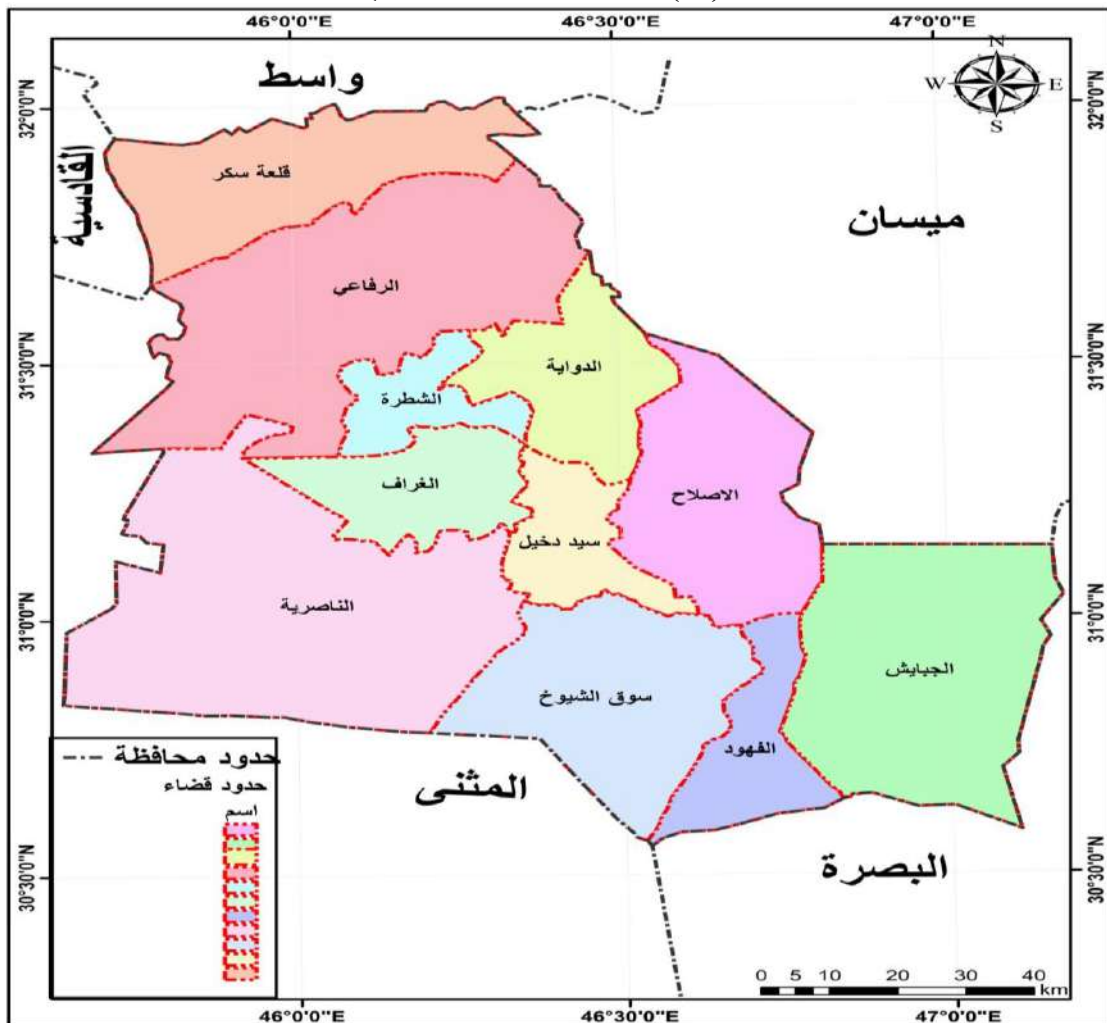 46°0'0"E
46°30'0"E
47°0'0"E
N
W
E
S
واسط
32°0'0"N
32°0'0"N
القادسية
قلعة سكر
ميسان
الرفاعي
31°30'0"N
31°30'0"N
الدواية
الشطرة
الغراف
الاصلاح
سيد دخيل
الناصرية
31°0'0"N
31°0'0"N
الجبايش
سوق الشيوخ
الفهود
حدود محافظة
المثنى
حدود قضاء
اسم
البصرة
30°30'0"N
30°30'0"N
0 5 10 20 30 40
km
46°0'0"E
46°30'0"E
47°0'0"E